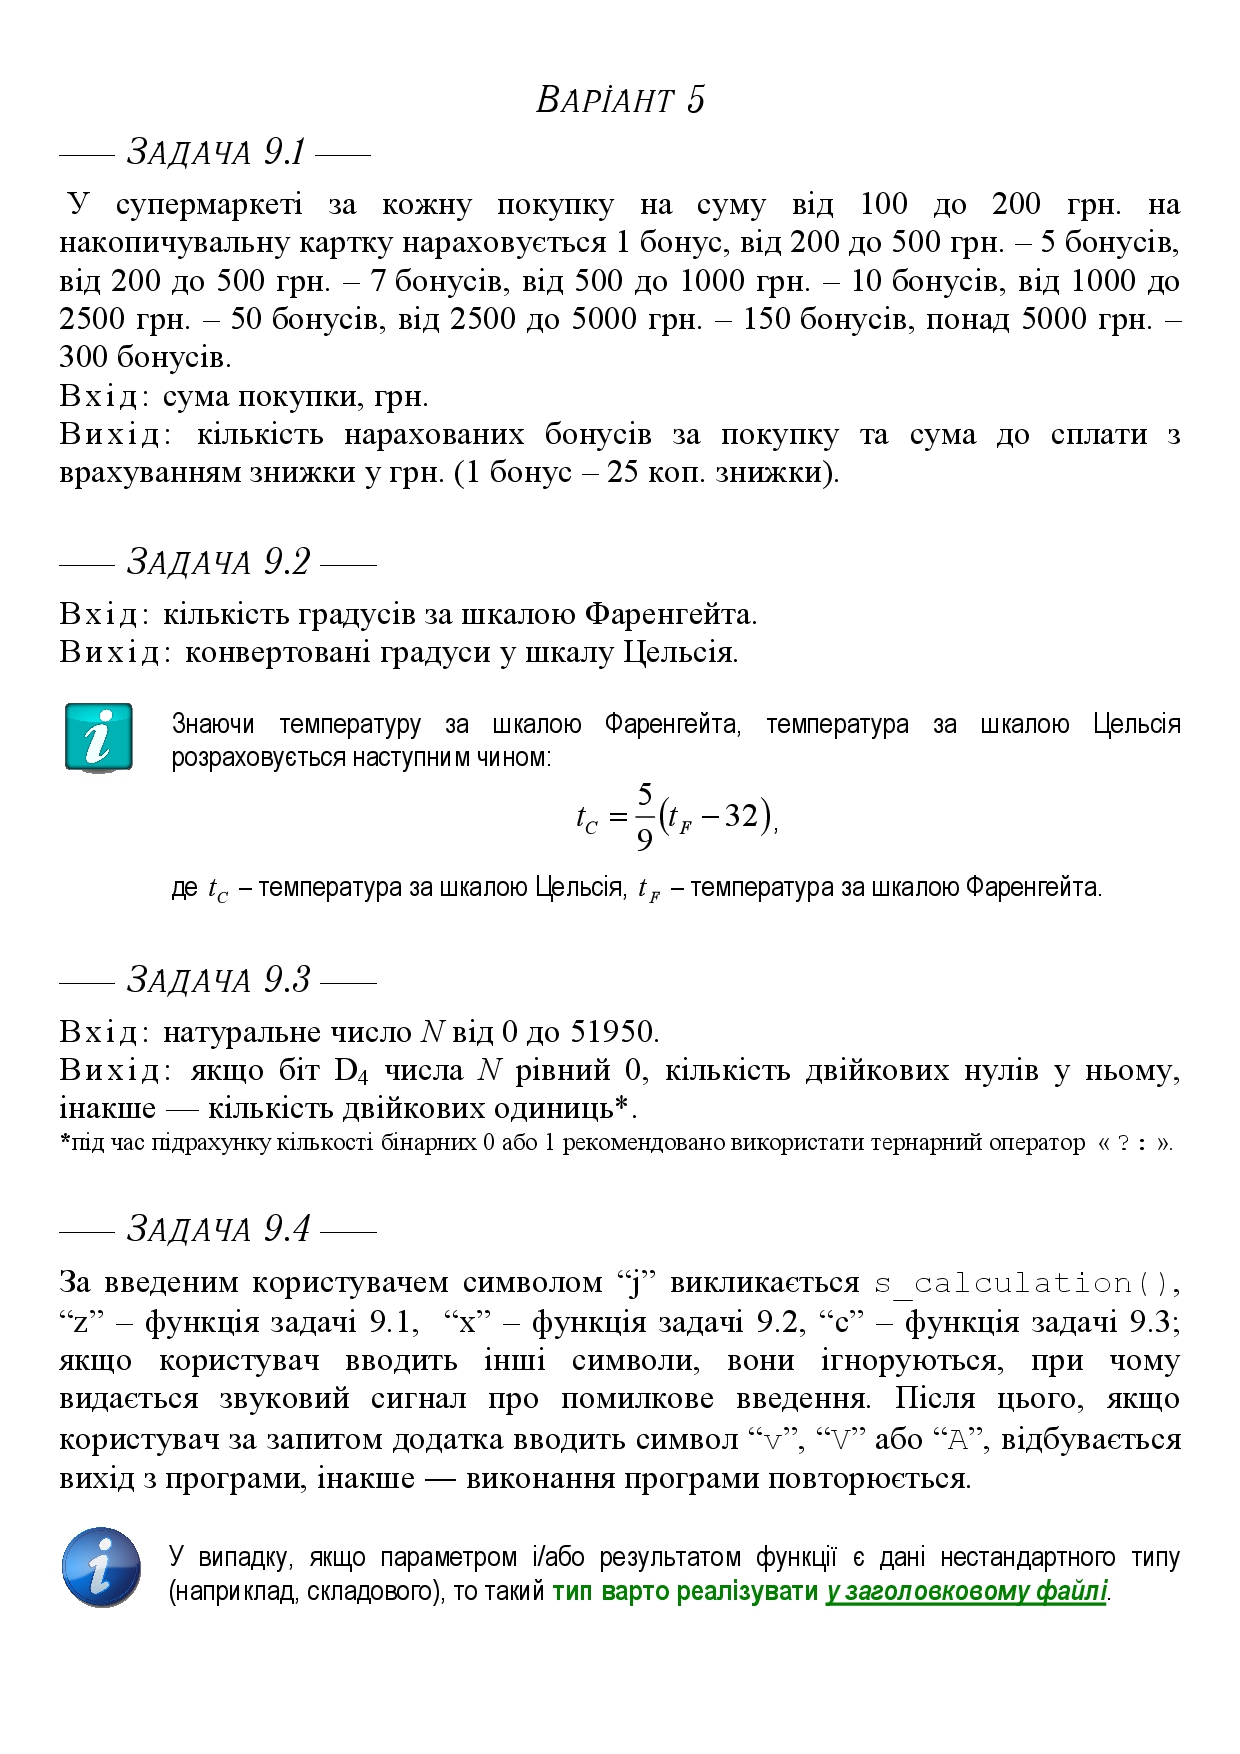 ВАРІАНТ 5
ЗАДАЧА 9.1
У супермаркеті за кожну покупку на суму від 100 до 200 грн. на
накопичувальну картку нараховується 1 бонус, від 200 до 500 грн. – 5 бонусів,
від 200 до 500 грн. – 7 бонусів, від 500 до 1000 грн. – 10 бонусів, від 1000 до
2500 грн. – 50 бонусів, від 2500 до 5000 грн. – 150 бонусів, понад 5000 грн. –
300 бонусів.
Вхід: сума покупки, грн.
Вихід: кількість нарахованих бонусів за покупку та сума до сплати з
врахуванням знижки у грн. (1 бонус – 25 коп. знижки).
ЗАДАЧА 9.2
Вхід: кількість градусів за шкалою Фаренгейта.
Вихід: конвертовані градуси у шкалу Цельсія.
Знаючи температуру за шкалою Фаренгейта, температура за шкалою Цельсія
розраховується наступним чином:
t_C = 5/9 (t_F – 32),
де t_C – температура за шкалою Цельсія, t_F – температура за шкалою Фаренгейта.
ЗАДАЧА 9.3
Вхід: натуральне число N від 0 до 51950.
Вихід: якщо біт D₄ числа N рівний 0, кількість двійкових нулів у ньому,
інакше — кількість двійкових одиниць*.
*під час підрахунку кількості бінарних 0 або 1 рекомендовано використати тернарний оператор « ? : ».
ЗАДАЧА 9.4
За введеним користувачем символом “j” викликається s_calculation(),
“z” – функція задачі 9.1, “x” – функція задачі 9.2, “c” – функція задачі 9.3;
якщо користувач вводить інші символи, вони ігноруються, при чому
видається звуковий сигнал про помилкове введення. Після цього, якщо
користувач за запитом додатка вводить символ “v”, “V” або “A”, відбувається
вихід з програми, інакше — виконання програми повторюється.
У випадку, якщо параметром і/або результатом функції є дані нестандартного типу
(наприклад, складового), то такий тип варто реалізувати у заголовковому файлі.